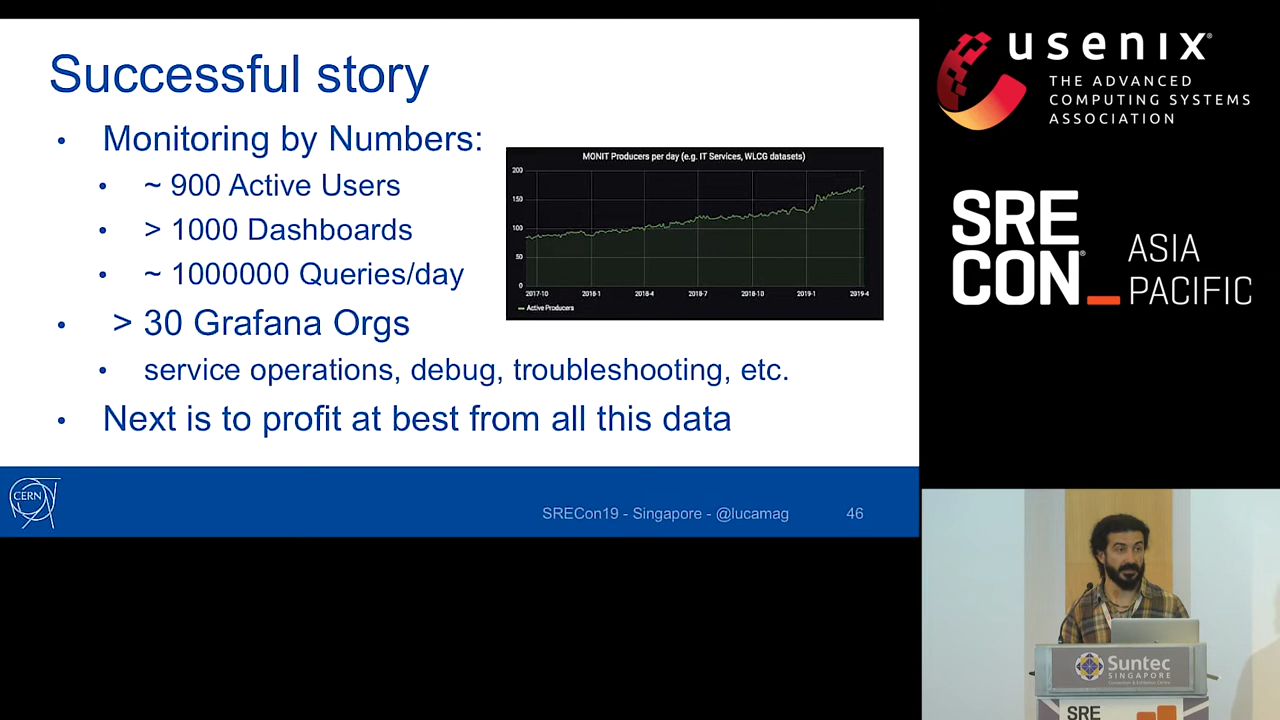 Successful story
• Monitoring by Numbers:
• ~ 900 Active Users
• > 1000 Dashboards
• ~ 1000000 Queries/day
• > 30 Grafana Orgs
• service operations, debug, troubleshooting, etc.
• Next is to profit at best from all this data
MONIT Producers per day (e.g. IT Services, WLCG datasets)
200
150
100
50
0
2017-10 2018-1 2018-4 2018-7 2018-10 2019-1 2019-4
Active Producers
CERN
SRECon19 - Singapore - @lucamag 46
usenix®
THE ADVANCED
COMPUTING SYSTEMS
ASSOCIATION
SRE
CON®
ASIA
PACIFIC
Suntec
SINGAPORE
SRE